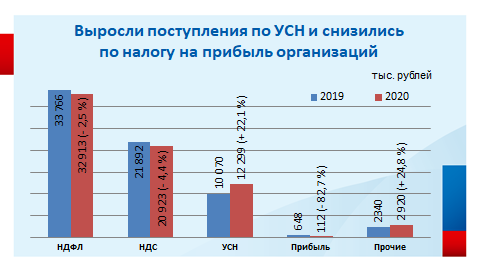 Выросли поступления по УСН и снизились
по налогу на прибыль организаций
тыс. рублей
2019
2020
33 766
32 913 (- 2,5 %)
21 892
20 923 (- 4,4 %)
10 070
12 299 (+ 22,1 %)
648
112 (- 82,7 %)
2340
2 920 (+ 24,8 %)
НДФЛ
НДС
УСН
Прибыль
Прочие